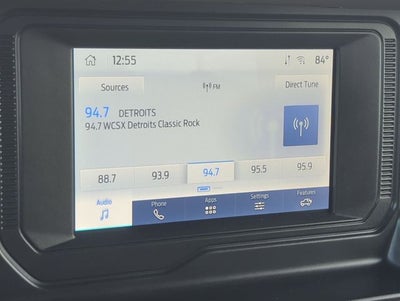 12:55 84°
Sources FM Direct Tune
94.7 DETROITS
94.7 WCSX Detroits Classic Rock
88.7 93.9 94.7 95.5 95.9
Audio Phone Apps Settings Features